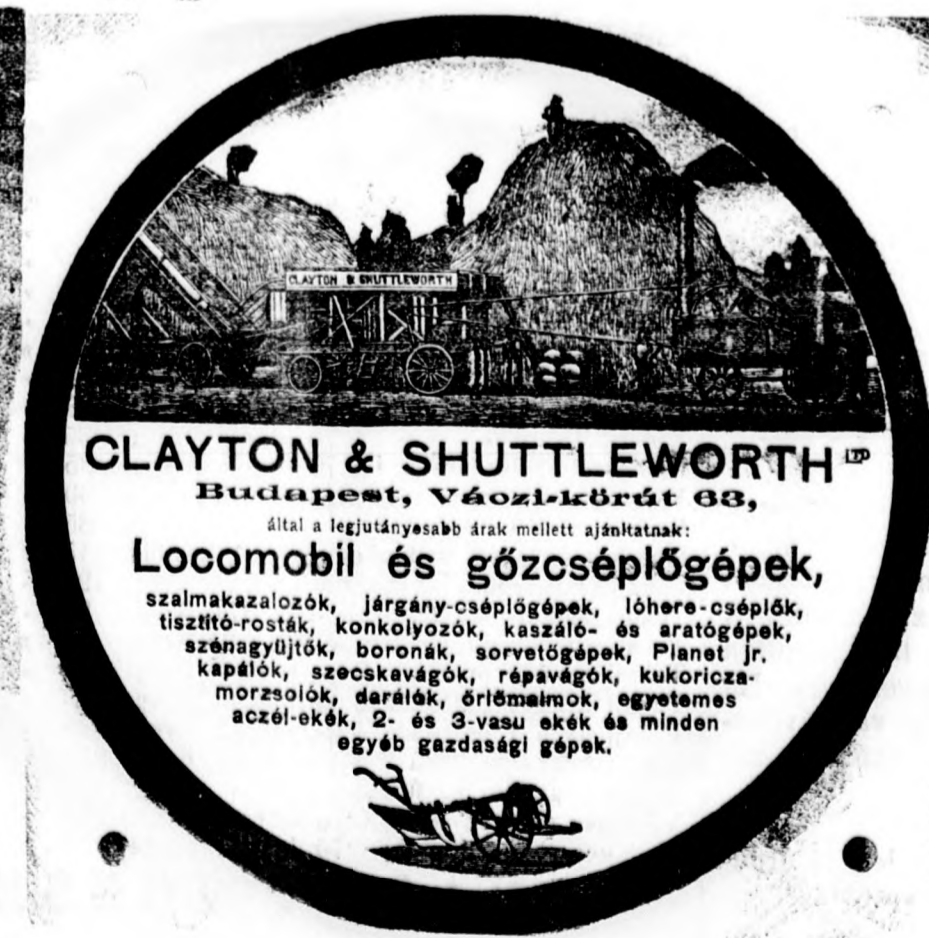 CLAYTON & SHUTTLEWORTH
CLAYTON & SHUTTLEWORTH LTD
Budapest, Váczi-körút 63,
által a legjutányosabb árak mellett ajánltatnak:
Locomobil és gőzcséplőgépek,
szalmakazalozók, járgány-cséplőgépek, lóhere-cséplők,
tisztító-rosták, konkolyozók, kaszáló- és aratógépek,
szénagyűjtők, boronák, sorvetőgépek, Planet jr.
kapálók, szecskavágók, répavágók, kukoricza-
morzsolók, darálók, őrlőmalmok, egyetemes
aczél-ekék, 2- és 3-vasu ekék és minden
egyéb gazdasági gépek.